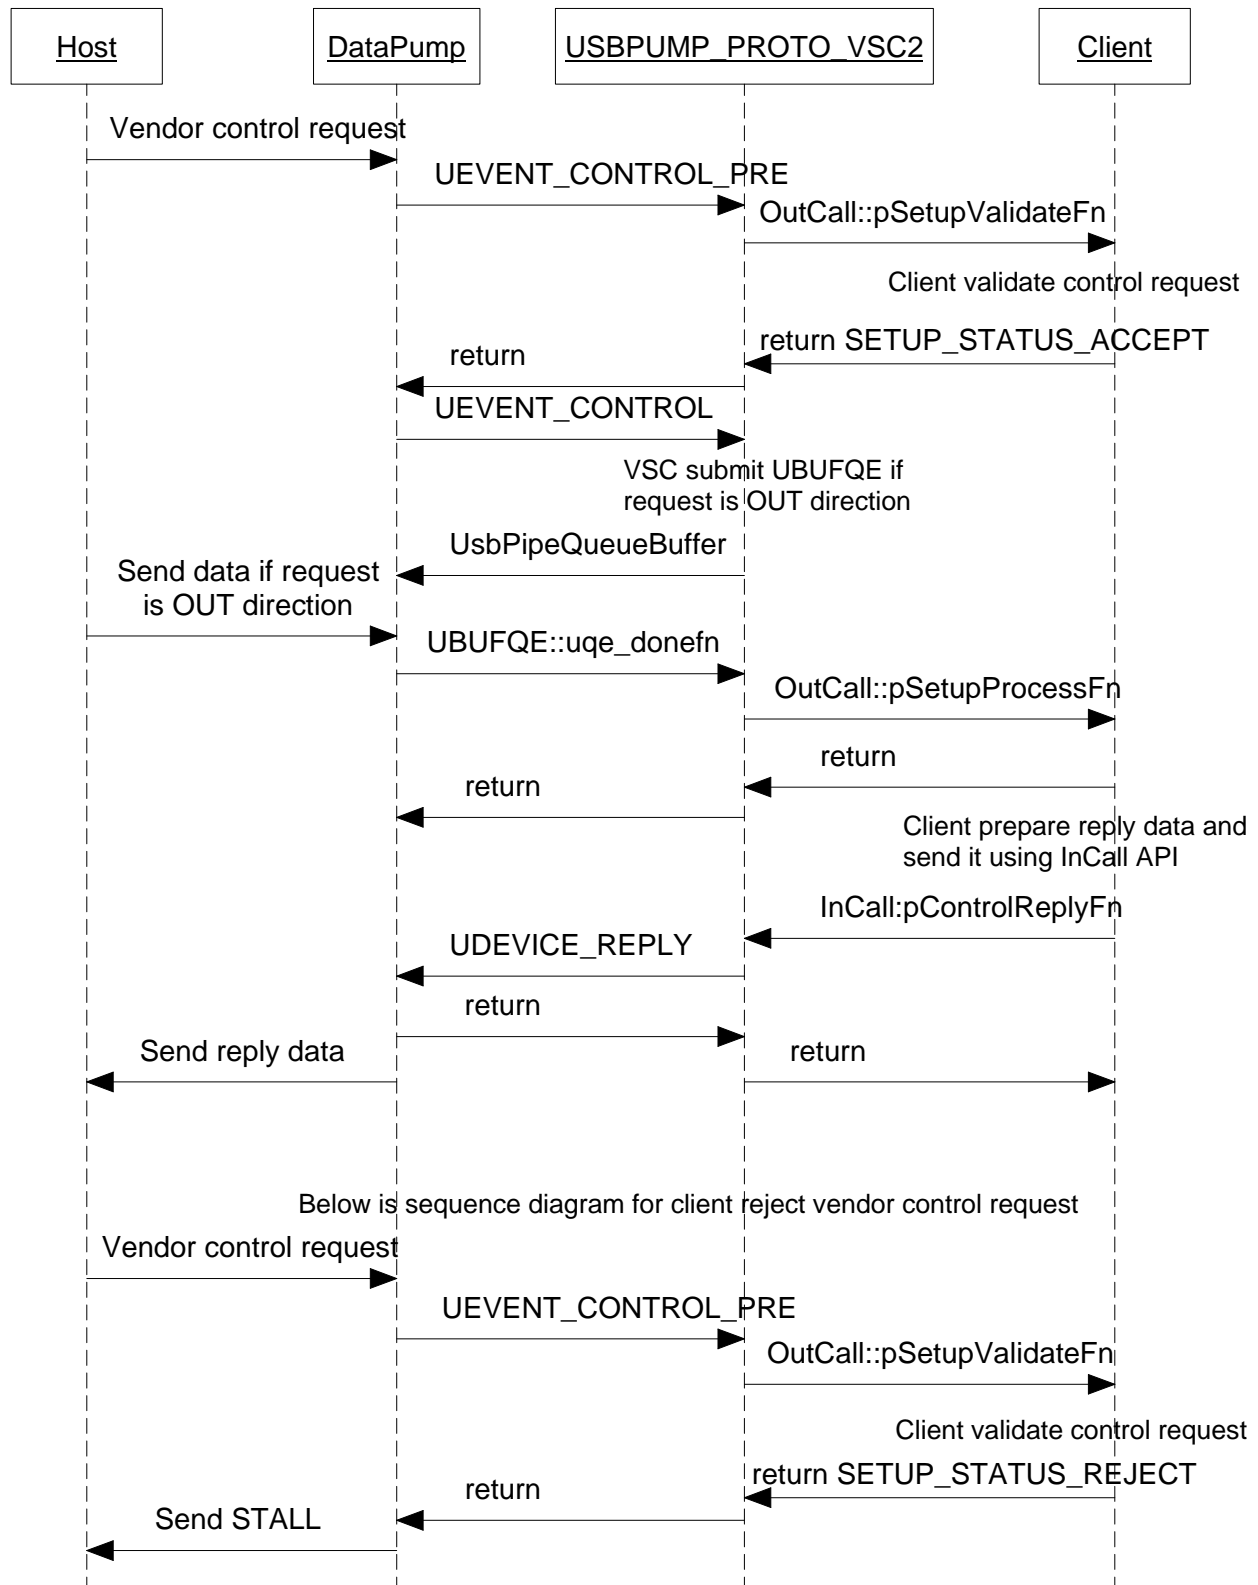 Host
DataPump
USBPUMP_PROTO_VSC2
Client
Vendor control request
UEVENT_CONTROL_PRE
OutCall::pSetupValidateFn
Client validate control request
return SETUP_STATUS_ACCEPT
return
UEVENT_CONTROL
VSC submit UBUFQE if
request is OUT direction
UsbPipeQueueBuffer
Send data if request
is OUT direction
UBUFQE::uqe_donefn
OutCall::pSetupProcessFn
return
return
Client prepare reply data and
send it using InCall API
InCall:pControlReplyFn
UDEVICE_REPLY
return
Send reply data
return
Below is sequence diagram for client reject vendor control request
Vendor control request
UEVENT_CONTROL_PRE
OutCall::pSetupValidateFn
Client validate control request
return SETUP_STATUS_REJECT
return
Send STALL